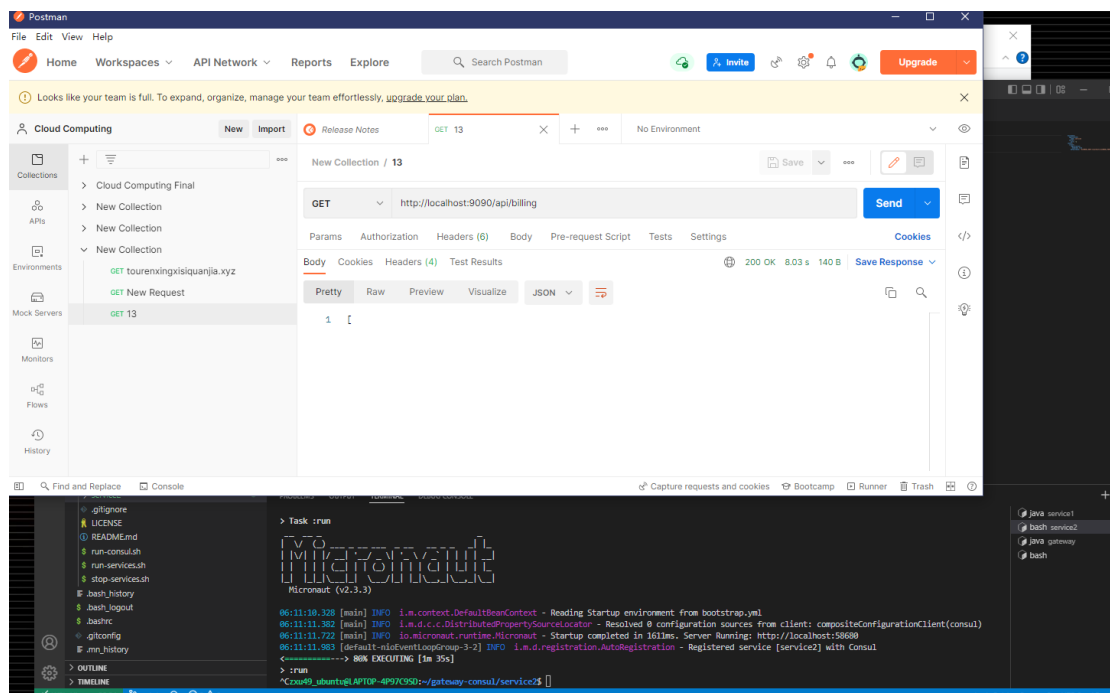 Postman
File Edit View Help
Home Workspaces API Network Reports Explore Search Postman Invite Upgrade
Looks like your team is full. To expand, organize, manage your team effortlessly, upgrade your plan.
Cloud Computing New Import Release Notes GET 13 No Environment
Collections
APIs
Environments
Mock Servers
Monitors
Flows
History
Cloud Computing Final
New Collection
New Collection
New Collection
GET tourenxingxisiquanjia.xyz
GET New Request
GET 13
New Collection / 13 Save
GET http://localhost:9090/api/billing Send
Params Authorization Headers (6) Body Pre-request Script Tests Settings Cookies
Body Cookies Headers (4) Test Results 200 OK 8.03 s 140 B Save Response
Pretty Raw Preview Visualize JSON
1 [
Find and Replace Console Capture requests and cookies Bootcamp Runner Trash
.gitignore
LICENSE
README.md
$ run-consul.sh
$ run-services.sh
$ stop-services.sh
.bash_history
$ .bash_logout
$ .bashrc
.gitconfig
.mn_history
> OUTLINE
> TIMELINE
> Task :run
Micronaut (v2.3.3)
06:11:10.328 [main] INFO i.m.context.DefaultBeanContext - Reading Startup environment from bootstrap.yml
06:11:11.382 [main] INFO i.m.d.c.c.DistributedPropertySourceLocator - Resolved 0 configuration sources from client: compositeConfigurationClient(consul)
06:11:11.722 [main] INFO io.micronaut.runtime.Micronaut - Startup completed in 1611ms. Server Running: http://localhost:58680
06:11:11.983 [default-nioEventLoopGroup-3-2] INFO i.m.d.registration.AutoRegistration - Registered service [service2] with Consul
<==========---> 80% EXECUTING [1m 35s]
> :run
^Czxu49_ubuntu@LAPTOP-4P97C95D:~/gateway-consul/service2$
java service1
bash service2
java gateway
bash